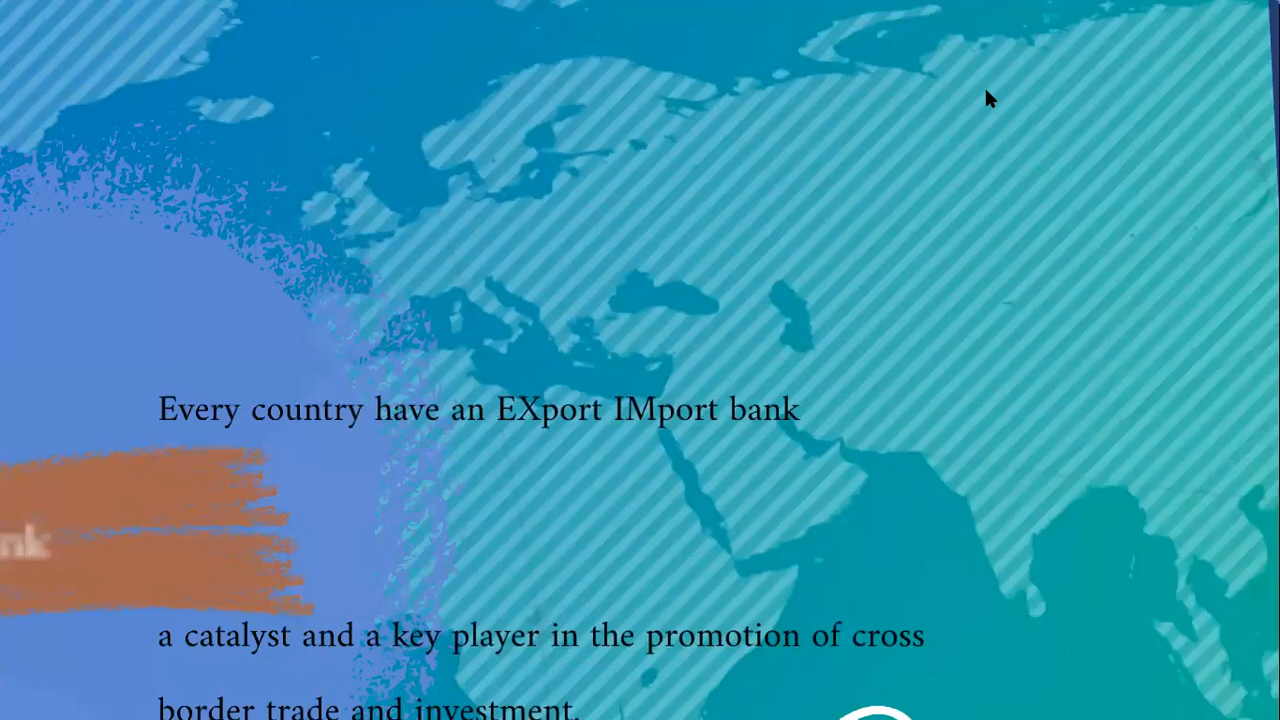 Every country have an EXport IMport bank
nk
a catalyst and a key player in the promotion of cross
border trade and investment.